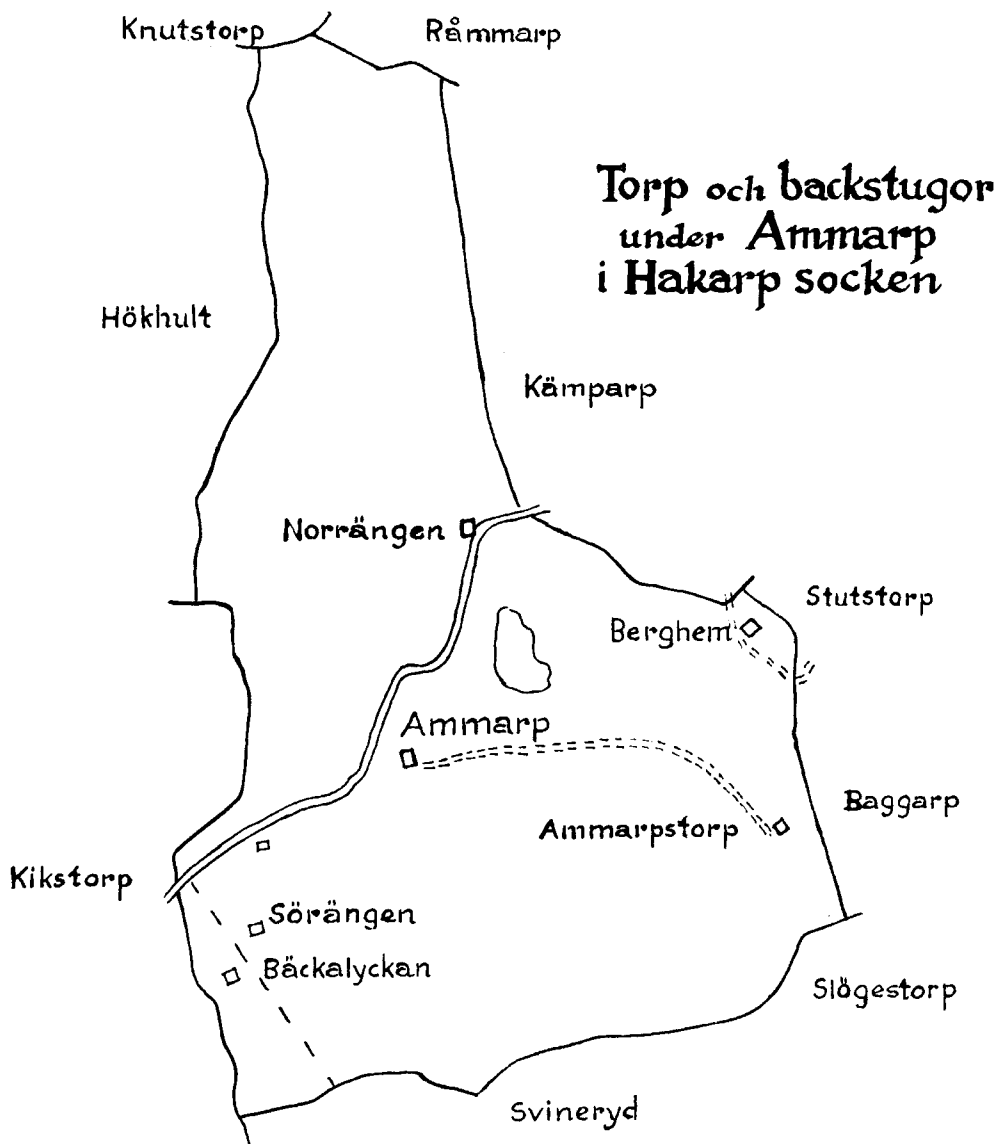 Knutstorp
Råmmarp
Torp och backstugor
under Ammarp
i Hakarp socken
Hökhult
Kämparp
Norrängen
Stutstorp
Berghem
Ammarp
Baggarp
Ammarpstorp
Kikstorp
Sörängen
Bäckalyckan
Slögestorp
Svineryd